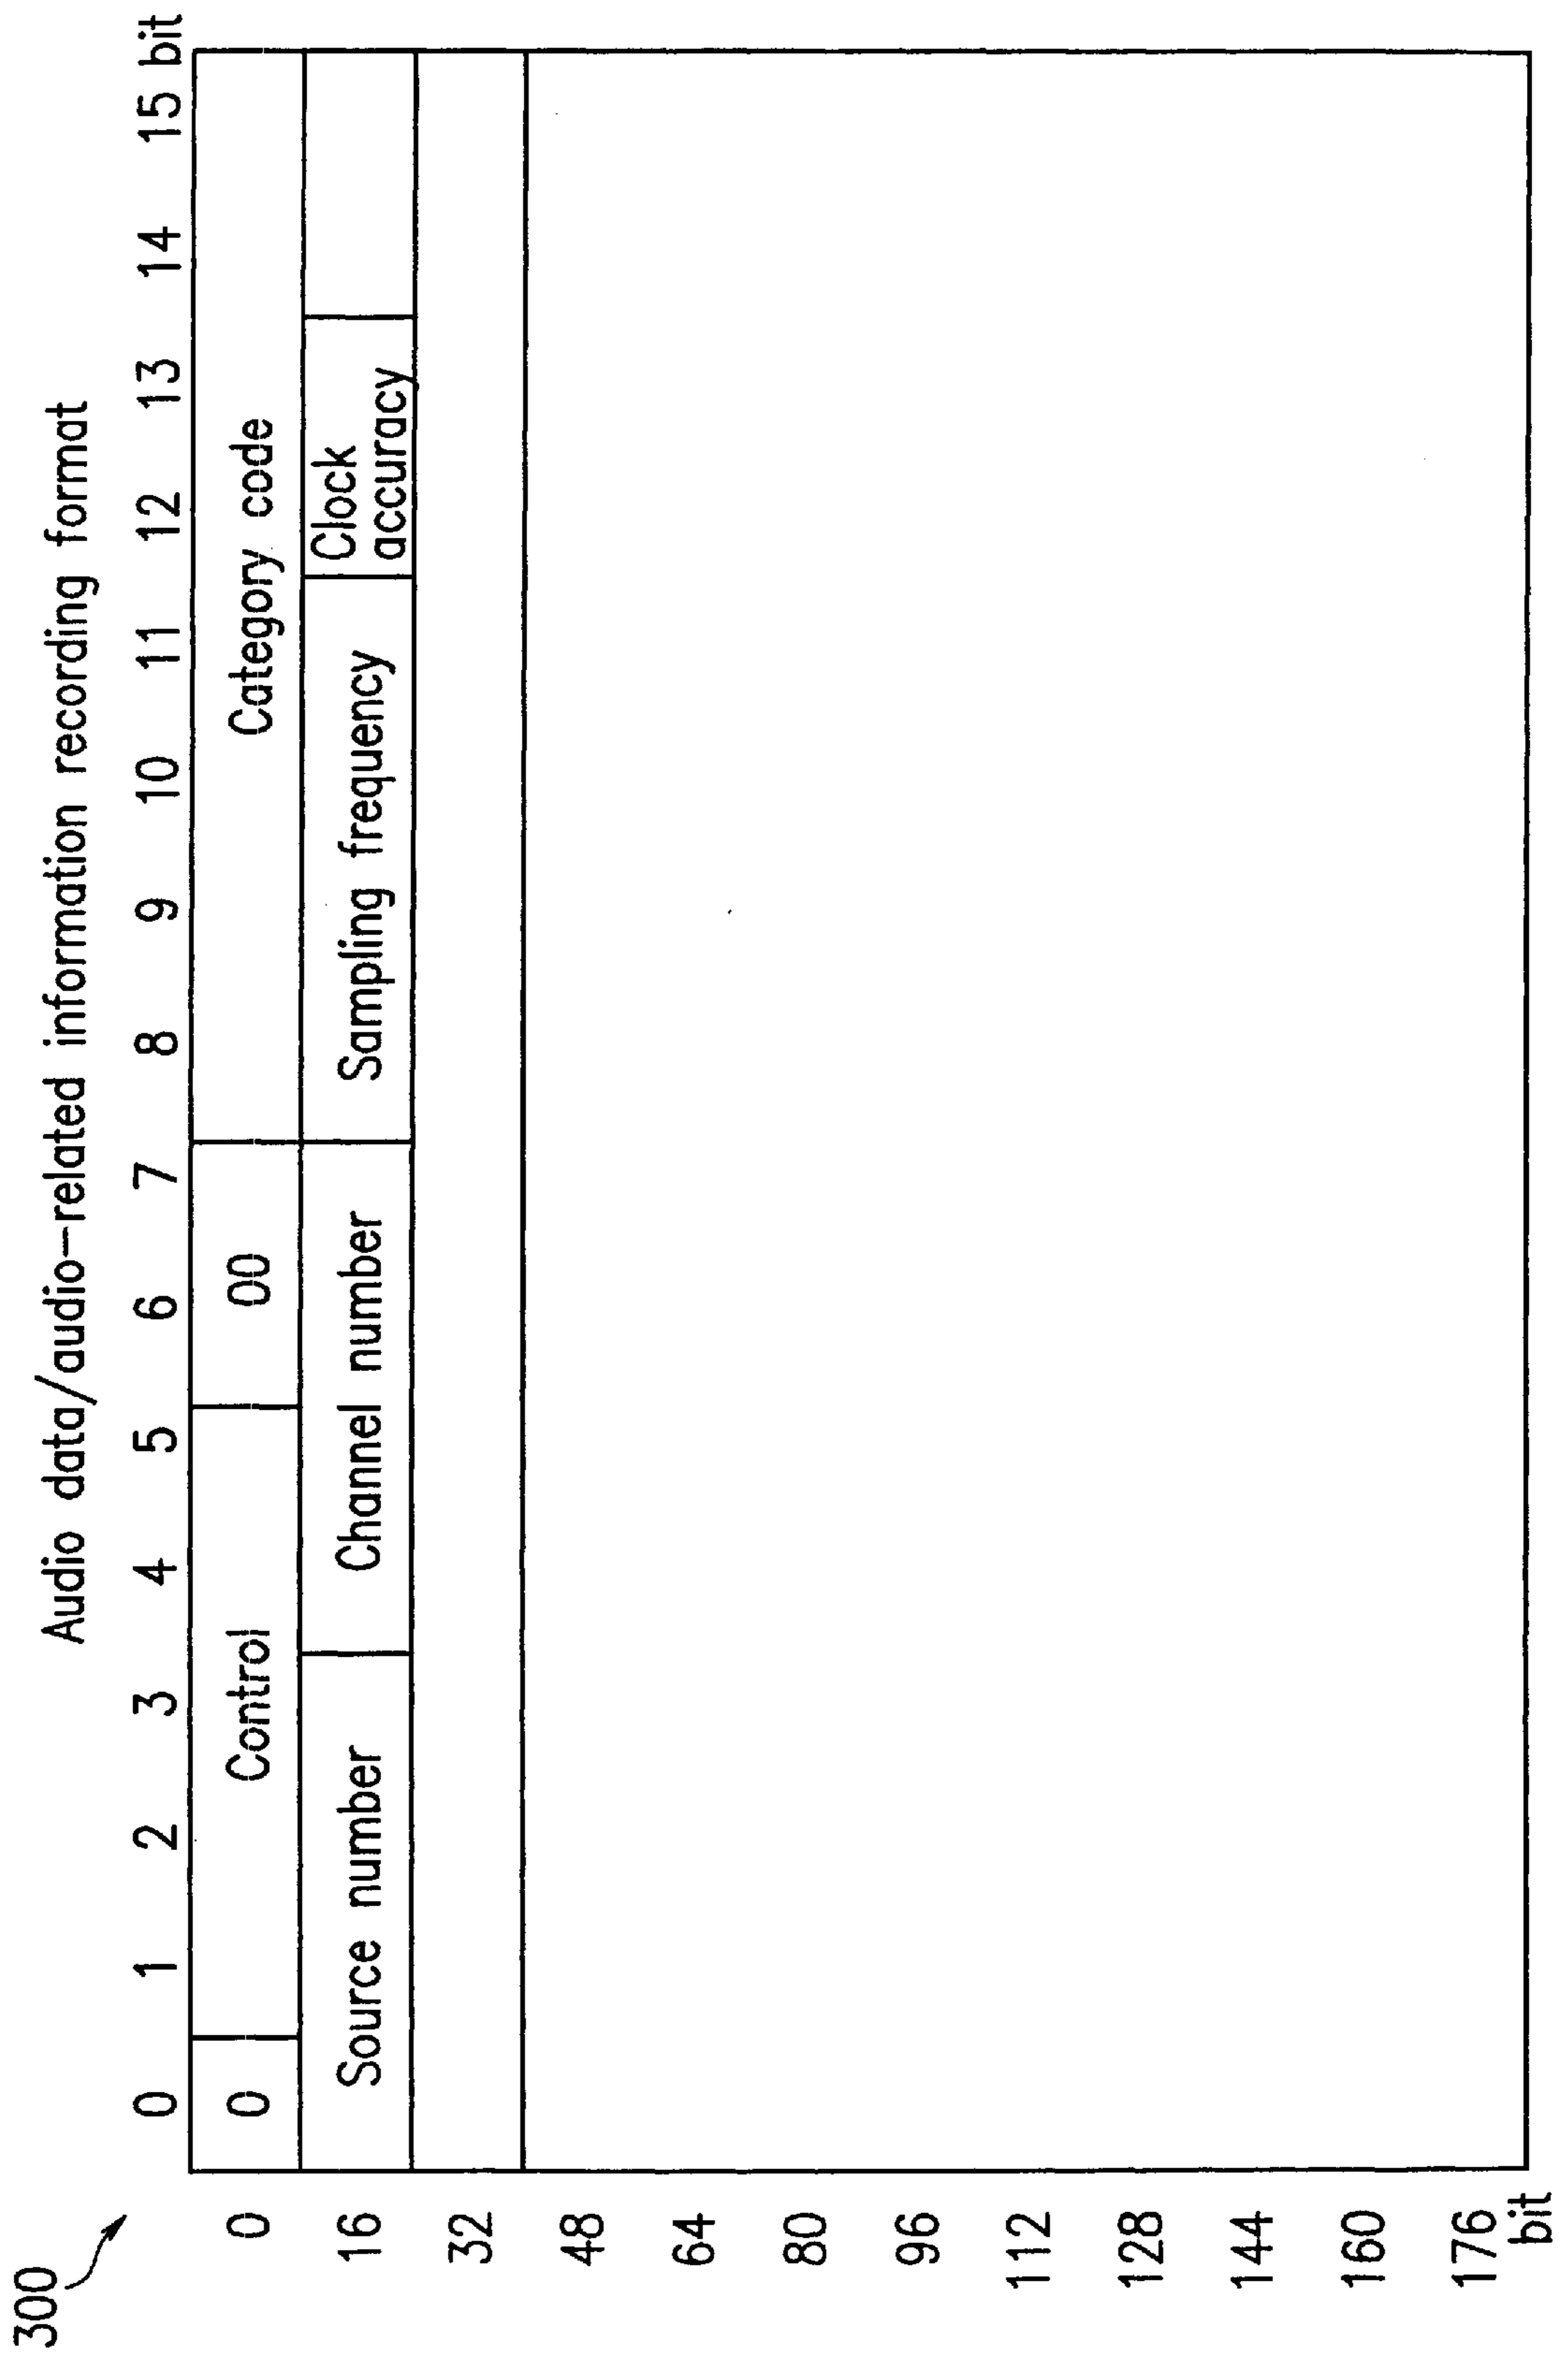 300
Audio data/audio-related information recording format
0 1 2 3 4 5 6 7 8 9 10 11 12 13 14 15 bit
0 0 Control 00 Category code
16 Source number Channel number Sampling frequency Clock
accuracy
32
48
64
80
96
112
128
144
160
176
bit